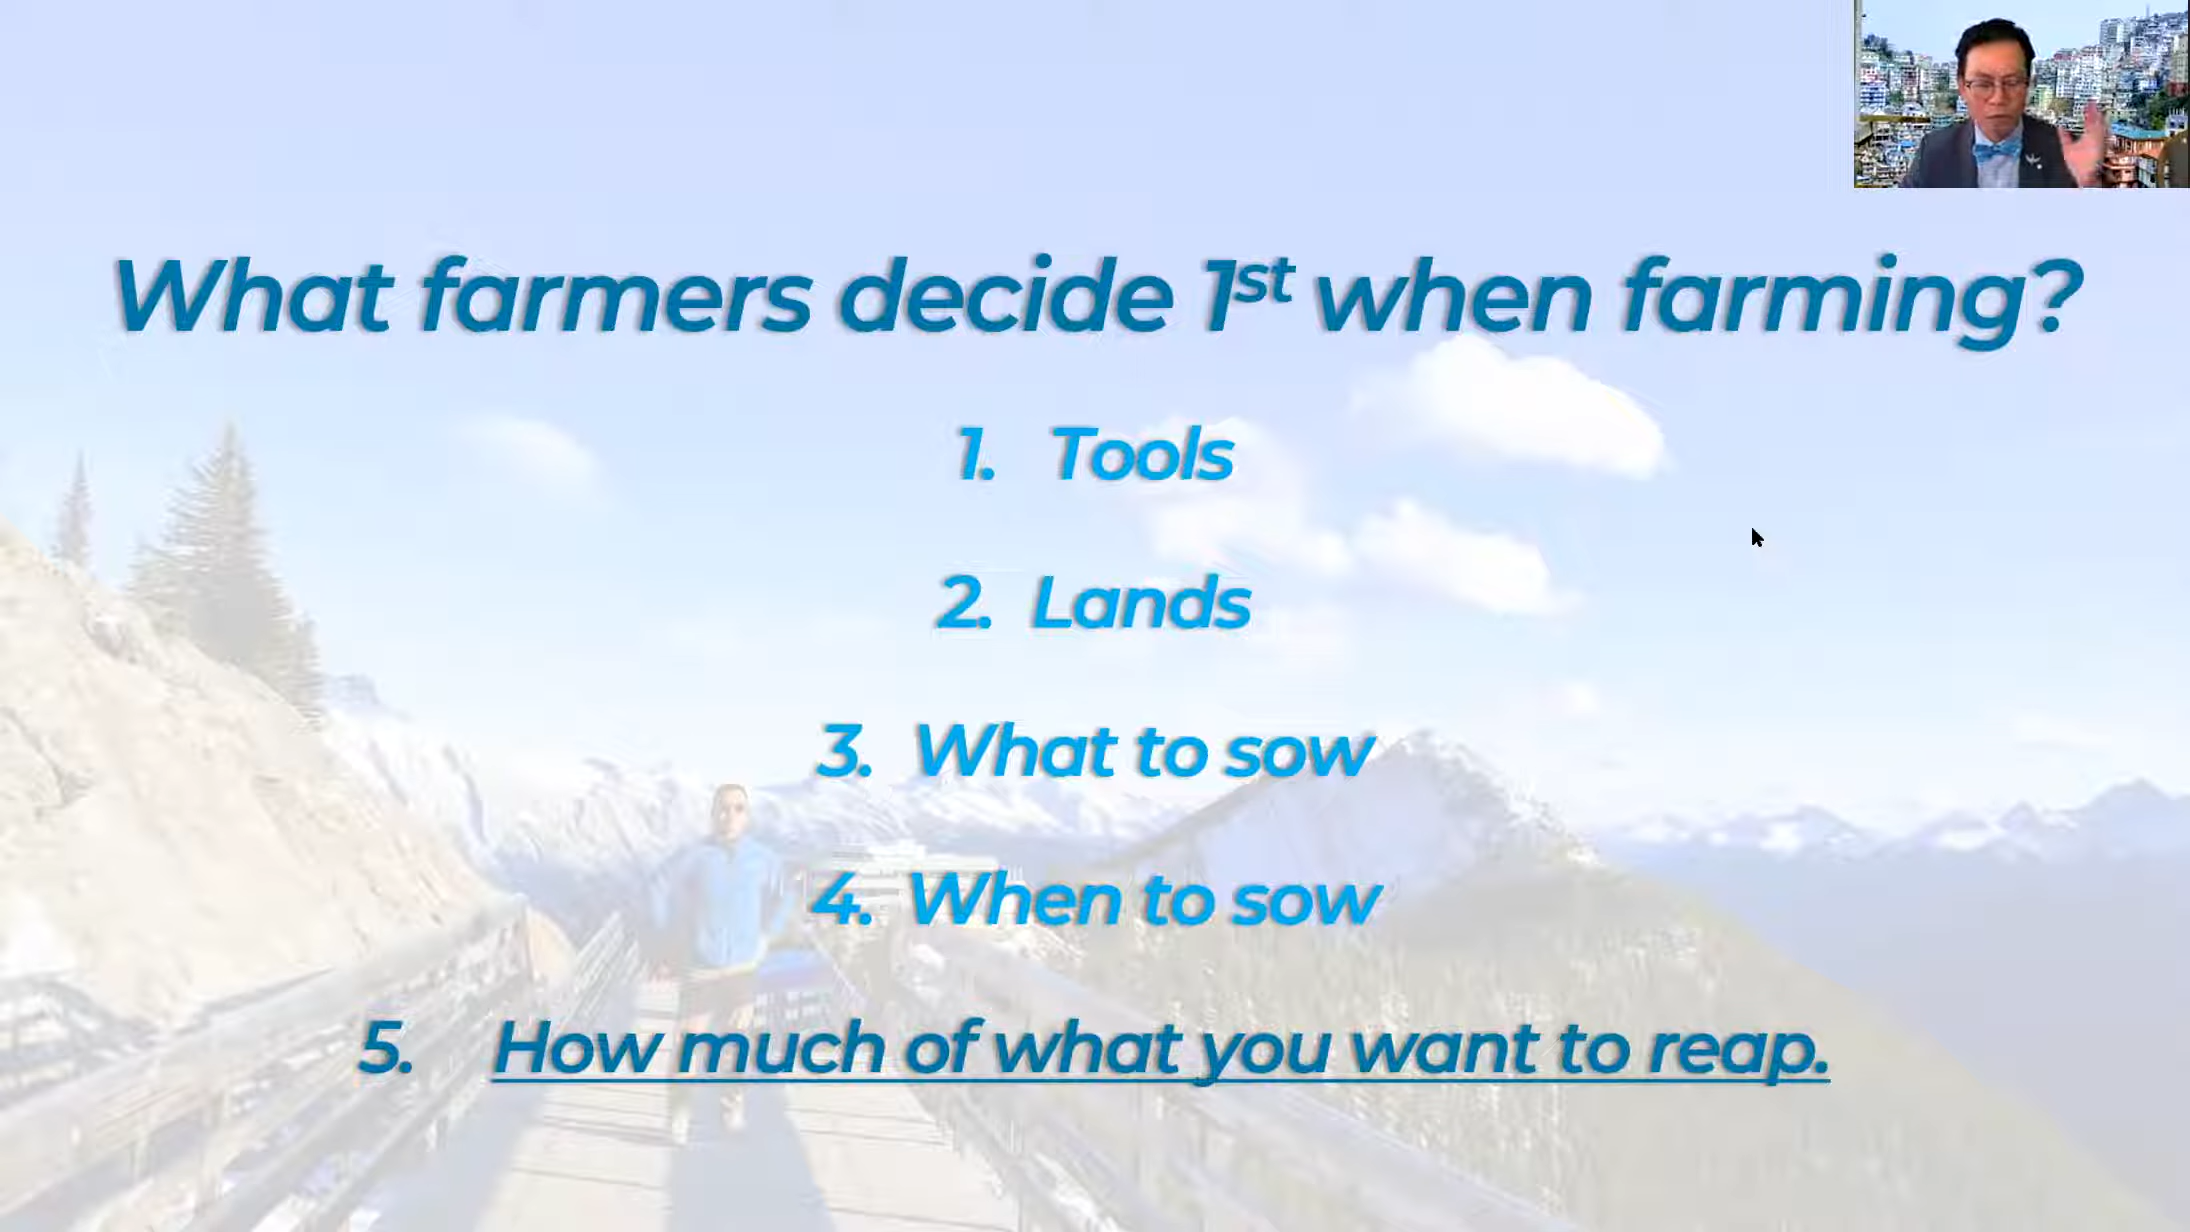 What farmers decide 1st when farming?
1. Tools
2. Lands
3. What to sow
4. When to sow
5. How much of what you want to reap.